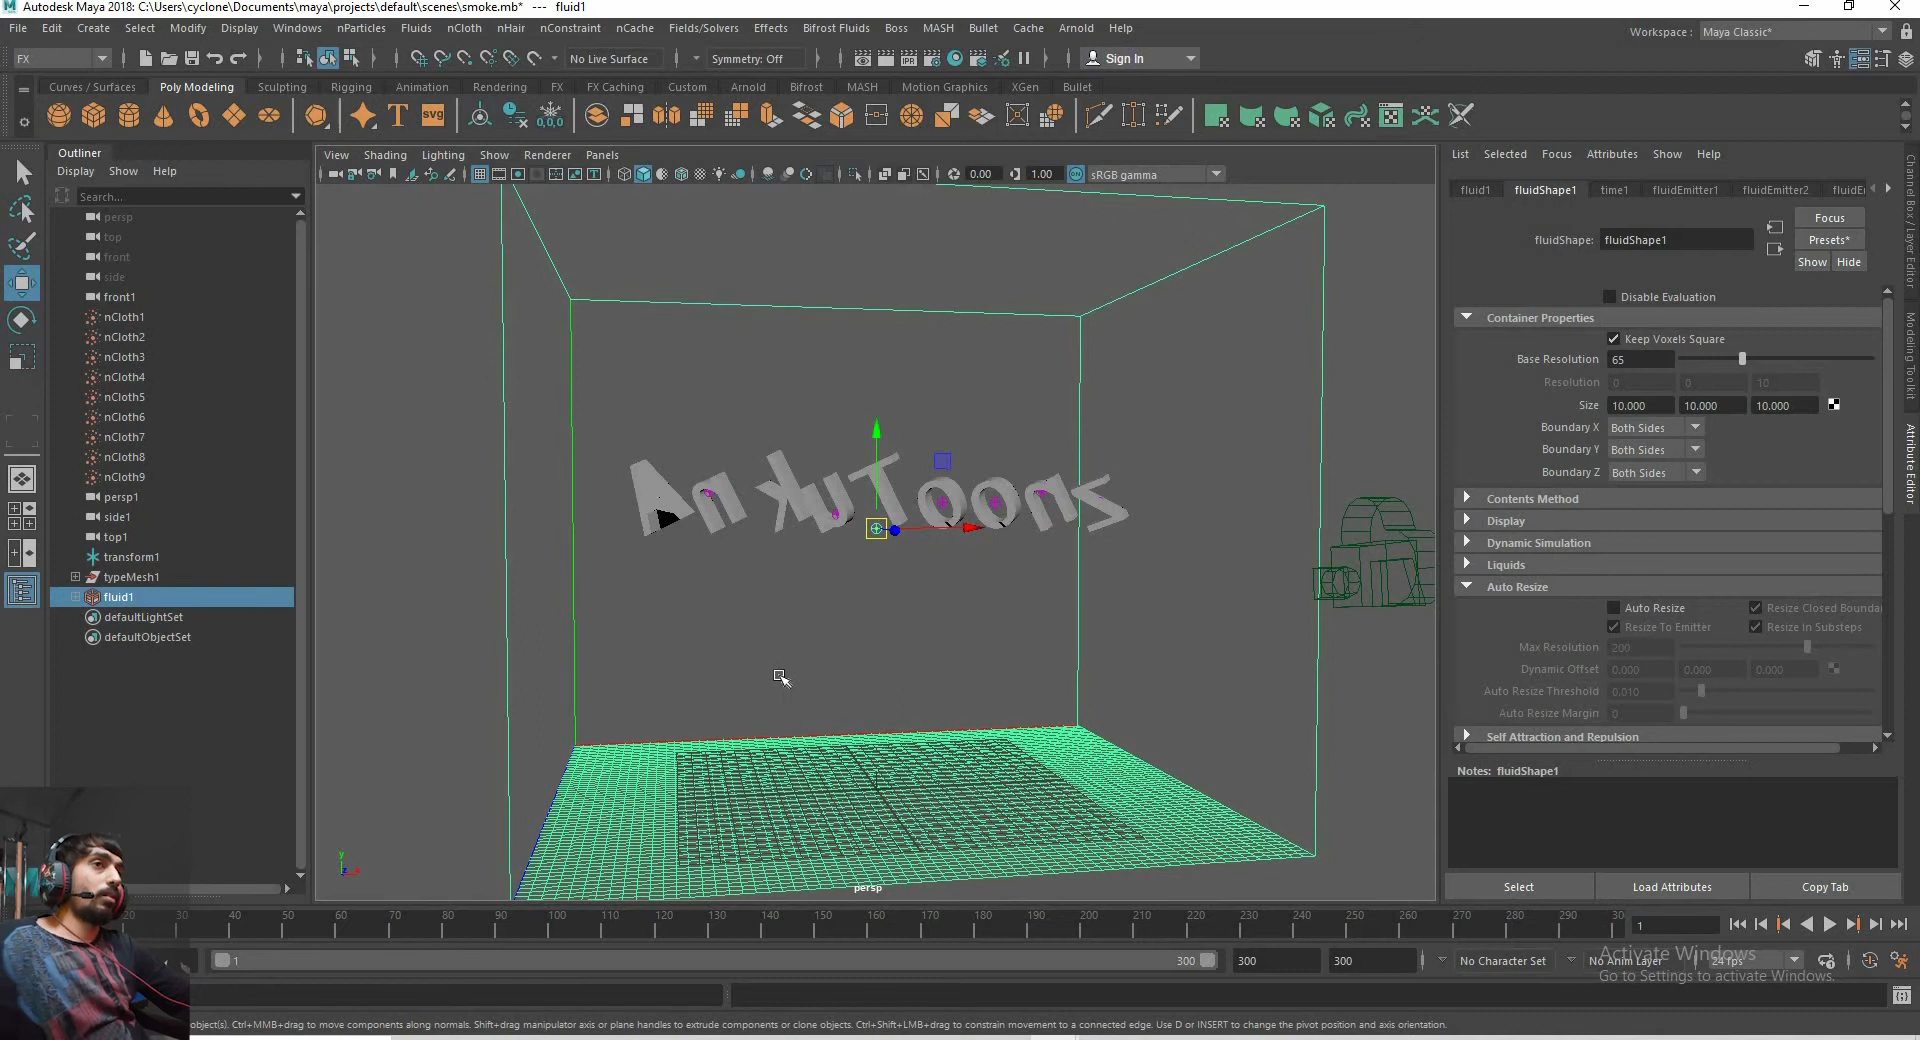 Autodesk Maya 2018: C:\Users\cyclone\Documents\maya\projects\default\scenes\smoke.mb* --- fluid1
File Edit Create Select Modify Display Windows nParticles Fluids nCloth nHair nConstraint nCache Fields/Solvers Effects Bifrost Fluids Boss MASH Bullet Cache Arnold Help
Workspace : Maya Classic*
FX
No Live Surface
Symmetry: Off
Sign In
Curves / Surfaces Poly Modeling Sculpting Rigging Animation Rendering FX FX Caching Custom Arnold Bifrost MASH Motion Graphics XGen Bullet
SVG
0,0,0
Outliner
Display Show Help
Search...
persp
top
front
side
front1
nCloth1
nCloth2
nCloth3
nCloth4
nCloth5
nCloth6
nCloth7
nCloth8
nCloth9
persp1
side1
top1
transform1
typeMesh1
fluid1
defaultLightSet
defaultObjectSet
View Shading Lighting Show Renderer Panels
0.00
1.00
ON
sRGB gamma
AnkuToons
persp
y
x
z
List Selected Focus Attributes Show Help
fluid1 fluidShape1 time1 fluidEmitter1 fluidEmitter2
fluidShape: fluidShape1
Focus
Presets*
Show Hide
Disable Evaluation
Container Properties
Keep Voxels Square
Base Resolution 65
Resolution 0 0 10
Size 10.000 10.000 10.000
Boundary X Both Sides
Boundary Y Both Sides
Boundary Z Both Sides
Contents Method
Display
Dynamic Simulation
Liquids
Auto Resize
Auto Resize Resize Closed Bounda
Resize To Emitter Resize In Substeps
Max Resolution 200
Dynamic Offset 0.000 0.000 0.000
Auto Resize Threshold 0.010
Auto Resize Margin 0
Self Attraction and Repulsion
Notes: fluidShape1
Select Load Attributes Copy Tab
Channel Box / Layer Editor
Modeling Toolkit
Attribute Editor
20 30 40 50 60 70 80 90 100 110 120 130 140 150 160 170 180 190 200 210 220 230 240 250 260 270 280 290 30
1
1
300
300
300
No Character Set
No Anim Layer
24 fps
Activate Windows
Go to Settings to activate Windows.
object(s). Ctrl+MMB+drag to move components along normals. Shift+drag manipulator axis or plane handles to extrude components or clone objects. Ctrl+Shift+LMB+drag to constrain movement to a connected edge. Use D or INSERT to change the pivot position and axis orientation.